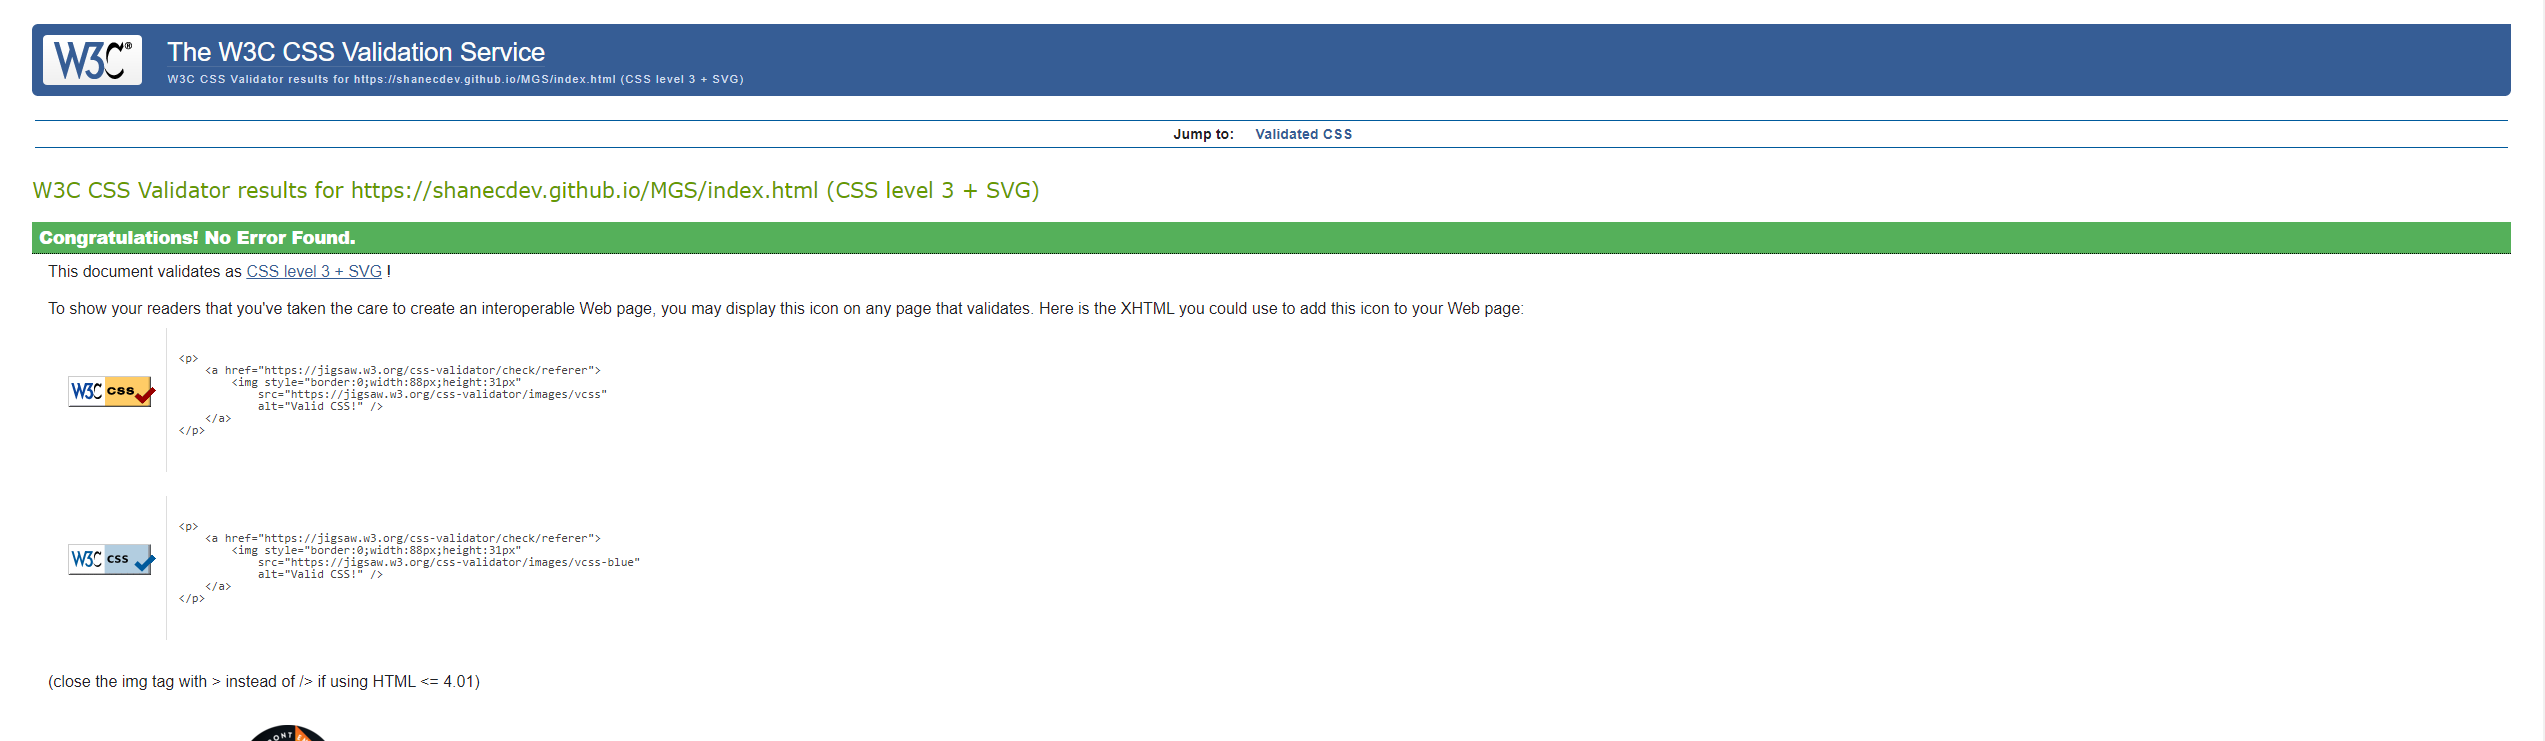 W3C®
The W3C CSS Validation Service
W3C CSS Validator results for https://shanecdev.github.io/MGS/index.html (CSS level 3 + SVG)
Jump to: Validated CSS
W3C CSS Validator results for https://shanecdev.github.io/MGS/index.html (CSS level 3 + SVG)
Congratulations! No Error Found.
This document validates as CSS level 3 + SVG !
To show your readers that you've taken the care to create an interoperable Web page, you may display this icon on any page that validates. Here is the XHTML you could use to add this icon to your Web page:
W3C css
<p>
<a href="https://jigsaw.w3.org/css-validator/check/referer">
<img style="border:0;width:88px;height:31px"
src="https://jigsaw.w3.org/css-validator/images/vcss"
alt="Valid CSS!" />
</a>
</p>
W3C css
<p>
<a href="https://jigsaw.w3.org/css-validator/check/referer">
<img style="border:0;width:88px;height:31px"
src="https://jigsaw.w3.org/css-validator/images/vcss-blue"
alt="Valid CSS!" />
</a>
</p>
(close the img tag with > instead of /> if using HTML <= 4.01)